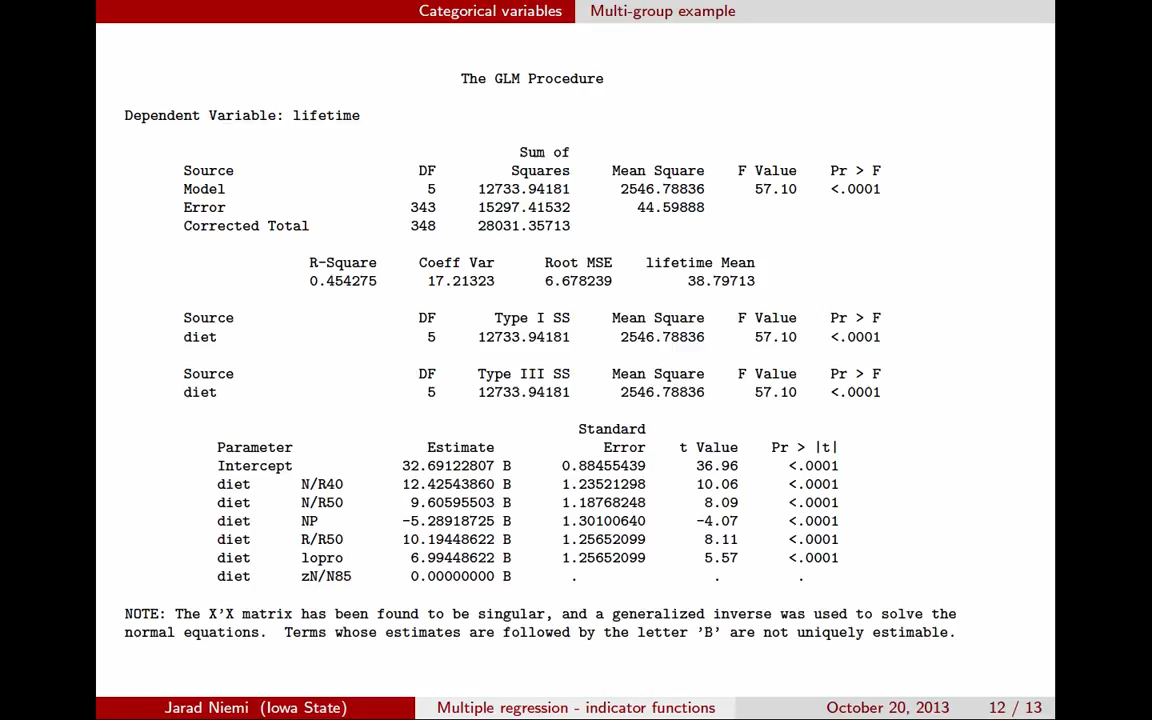 Categorical variables Multi-group example
The GLM Procedure
Dependent Variable: lifetime
Sum of
Source DF Squares Mean Square F Value Pr > F
Model 5 12733.94181 2546.78836 57.10 <.0001
Error 343 15297.41532 44.59888
Corrected Total 348 28031.35713
R-Square Coeff Var Root MSE lifetime Mean
0.454275 17.21323 6.678239 38.79713
Source DF Type I SS Mean Square F Value Pr > F
diet 5 12733.94181 2546.78836 57.10 <.0001
Source DF Type III SS Mean Square F Value Pr > F
diet 5 12733.94181 2546.78836 57.10 <.0001
Standard
Parameter Estimate Error t Value Pr > |t|
Intercept 32.69122807 B 0.88455439 36.96 <.0001
diet N/R40 12.42543860 B 1.23521298 10.06 <.0001
diet N/R50 9.60595503 B 1.18768248 8.09 <.0001
diet NP -5.28918725 B 1.30100640 -4.07 <.0001
diet R/R50 10.19448622 B 1.25652099 8.11 <.0001
diet lopro 6.99448622 B 1.25652099 5.57 <.0001
diet zN/N85 0.00000000 B . . .
NOTE: The X'X matrix has been found to be singular, and a generalized inverse was used to solve the
normal equations. Terms whose estimates are followed by the letter 'B' are not uniquely estimable.
Jarad Niemi (Iowa State) Multiple regression - indicator functions October 20, 2013 12 / 13